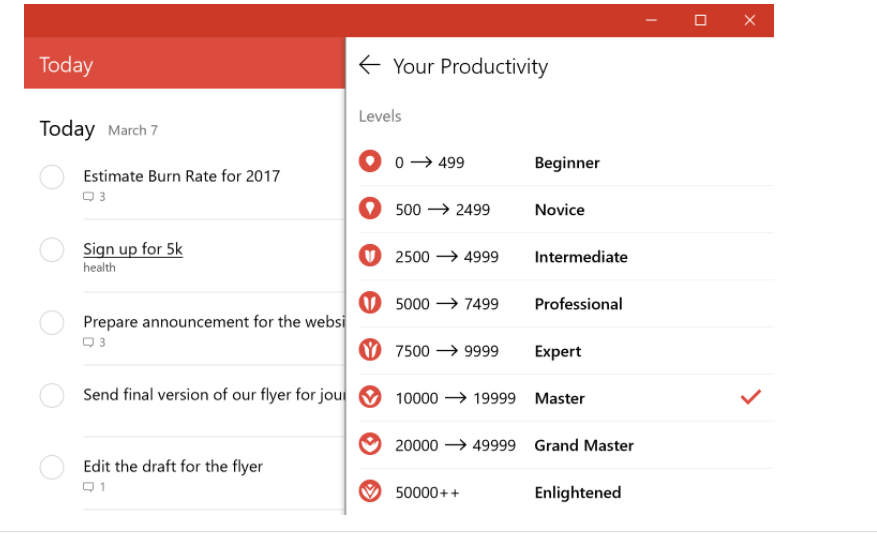 Today
Today March 7
Estimate Burn Rate for 2017
3
Sign up for 5k
health
Prepare announcement for the websi
3
Send final version of our flyer for jour
Edit the draft for the flyer
1
Your Productivity
Levels
0 → 499 Beginner
500 → 2499 Novice
2500 → 4999 Intermediate
5000 → 7499 Professional
7500 → 9999 Expert
10000 → 19999 Master
20000 → 49999 Grand Master
50000++ Enlightened